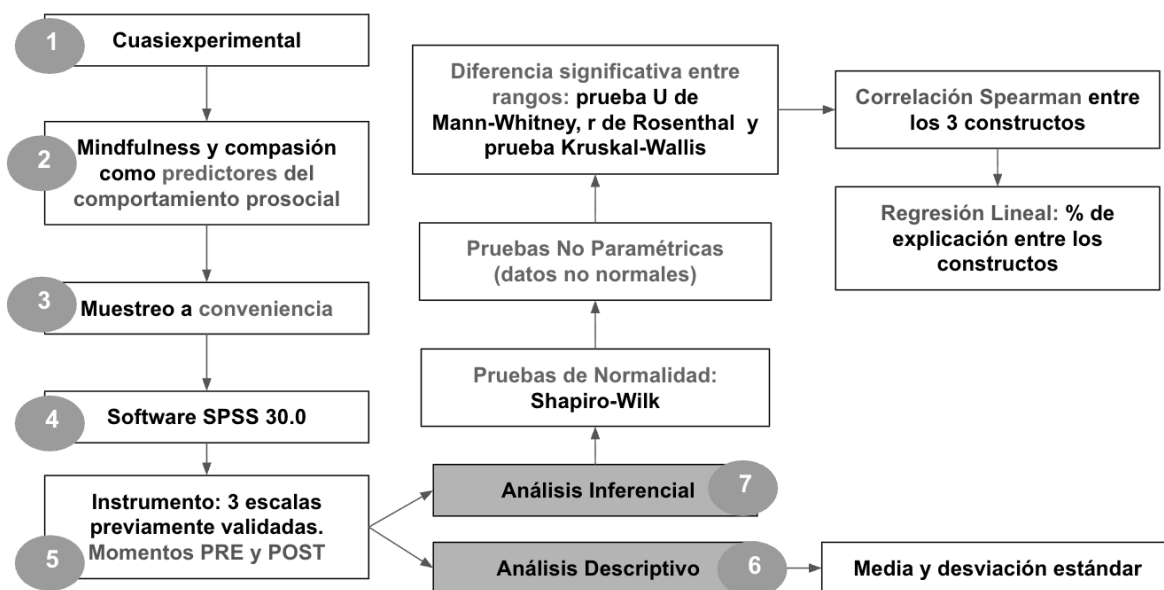 1
Cuasiexperimental
2
Mindfulness y compasión
como predictores del
comportamiento prosocial
3
Muestreo a conveniencia
4
Software SPSS 30.0
5
Instrumento: 3 escalas
previamente validadas.
Momentos PRE y POST
Análisis Descriptivo
6
Media y desviación estándar
Análisis Inferencial
7
Pruebas de Normalidad:
Shapiro-Wilk
Pruebas No Paramétricas
(datos no normales)
Diferencia significativa entre
rangos: prueba U de
Mann-Whitney, r de Rosenthal y
prueba Kruskal-Wallis
Correlación Spearman entre
los 3 constructos
Regresión Lineal: % de
explicación entre los
constructos